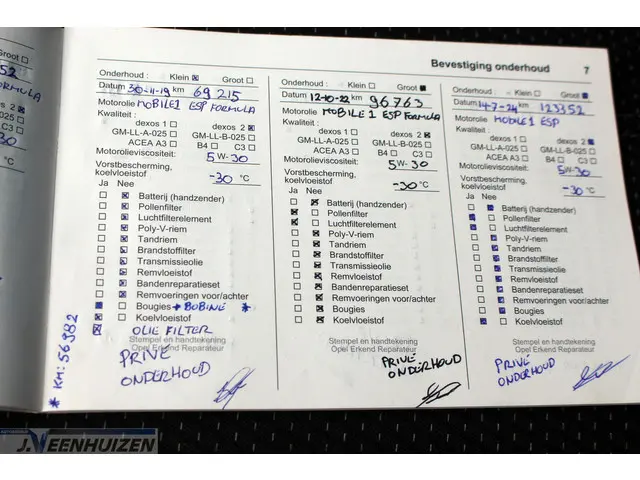 Bevestiging onderhoud 7
Onderhoud : Klein Groot
Datum 30-11-19 km 69 215
Motorolie MOBILE1 ESP FORMULA
Kwaliteit :
dexos 1 dexos 2
GM-LL-A-025 GM-LL-B-025
ACEA A3 B4 C3
Motorolieviscositeit: 5W-30
Vorstbescherming,
koelvloeistof -30 °C
Ja Nee
Batterij (handzender)
Pollenfilter
Luchtfilterelement
Poly-V-riem
Tandriem
Brandstoffilter
Transmissieolie
Remvloeistof
Bandenreparatieset
Remvoeringen voor/achter
Bougies + BOBINE *
Koelvloeistof
OLIE FILTER
Stempel en handtekening
Opel Erkend Reparateur
PRIVÉ
ONDERHOUD
* KM: 56982
Onderhoud : Klein Groot
Datum 12-10-22 km 96763
Motorolie MOBILE1 ESP FORMULA
Kwaliteit :
dexos 1 dexos 2
GM-LL-A-025 GM-LL-B-025
ACEA A3 B4 C3
Motorolieviscositeit: 5W-30
Vorstbescherming,
koelvloeistof -30 °C
Ja Nee
Batterij (handzender)
Pollenfilter
Luchtfilterelement
Poly-V-riem
Tandriem
Brandstoffilter
Transmissieolie
Remvloeistof
Bandenreparatieset
Remvoeringen voor/achter
Bougies
Koelvloeistof
Stempel en handtekening
Opel Erkend Reparateur
PRIVÉ
ONDERHOUD
Onderhoud : Klein Groot
Datum 14-7-24 km 123352
Motorolie MOBILE1 ESP
Kwaliteit :
dexos 1 dexos 2
GM-LL-A-025 GM-LL-B-025
ACEA A3 B4 C3
Motorolieviscositeit: 5W-30
Vorstbescherming,
koelvloeistof -30 °C
Ja Nee
Batterij (handzender)
Pollenfilter
Luchtfilterelement
Poly-V-riem
Tandriem
Brandstoffilter
Transmissieolie
Remvloeistof
Bandenreparatieset
Remvoeringen voor/achter
Bougies
Koelvloeistof
Stempel en handtekening
Opel Erkend Reparateur
PRIVÉ
ONDERHOUD
J. VEENHUIZEN